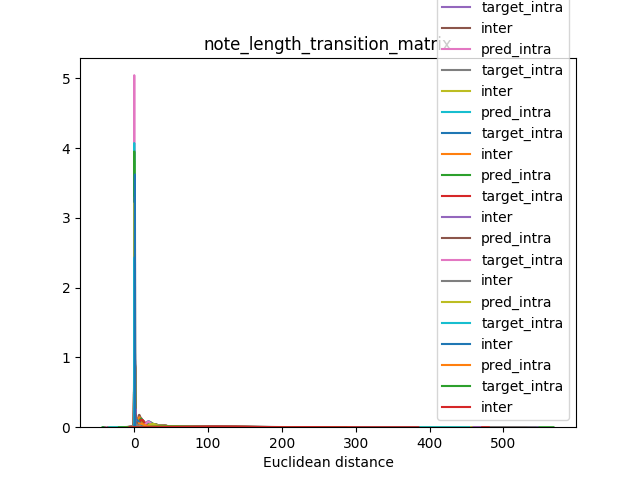 target_intra
inter
note_length_transition_matrix
pred_intra
target_intra
inter
pred_intra
target_intra
inter
pred_intra
target_intra
inter
pred_intra
target_intra
inter
pred_intra
target_intra
inter
pred_intra
target_intra
inter
5
4
3
2
1
0
0 100 200 300 400 500
Euclidean distance